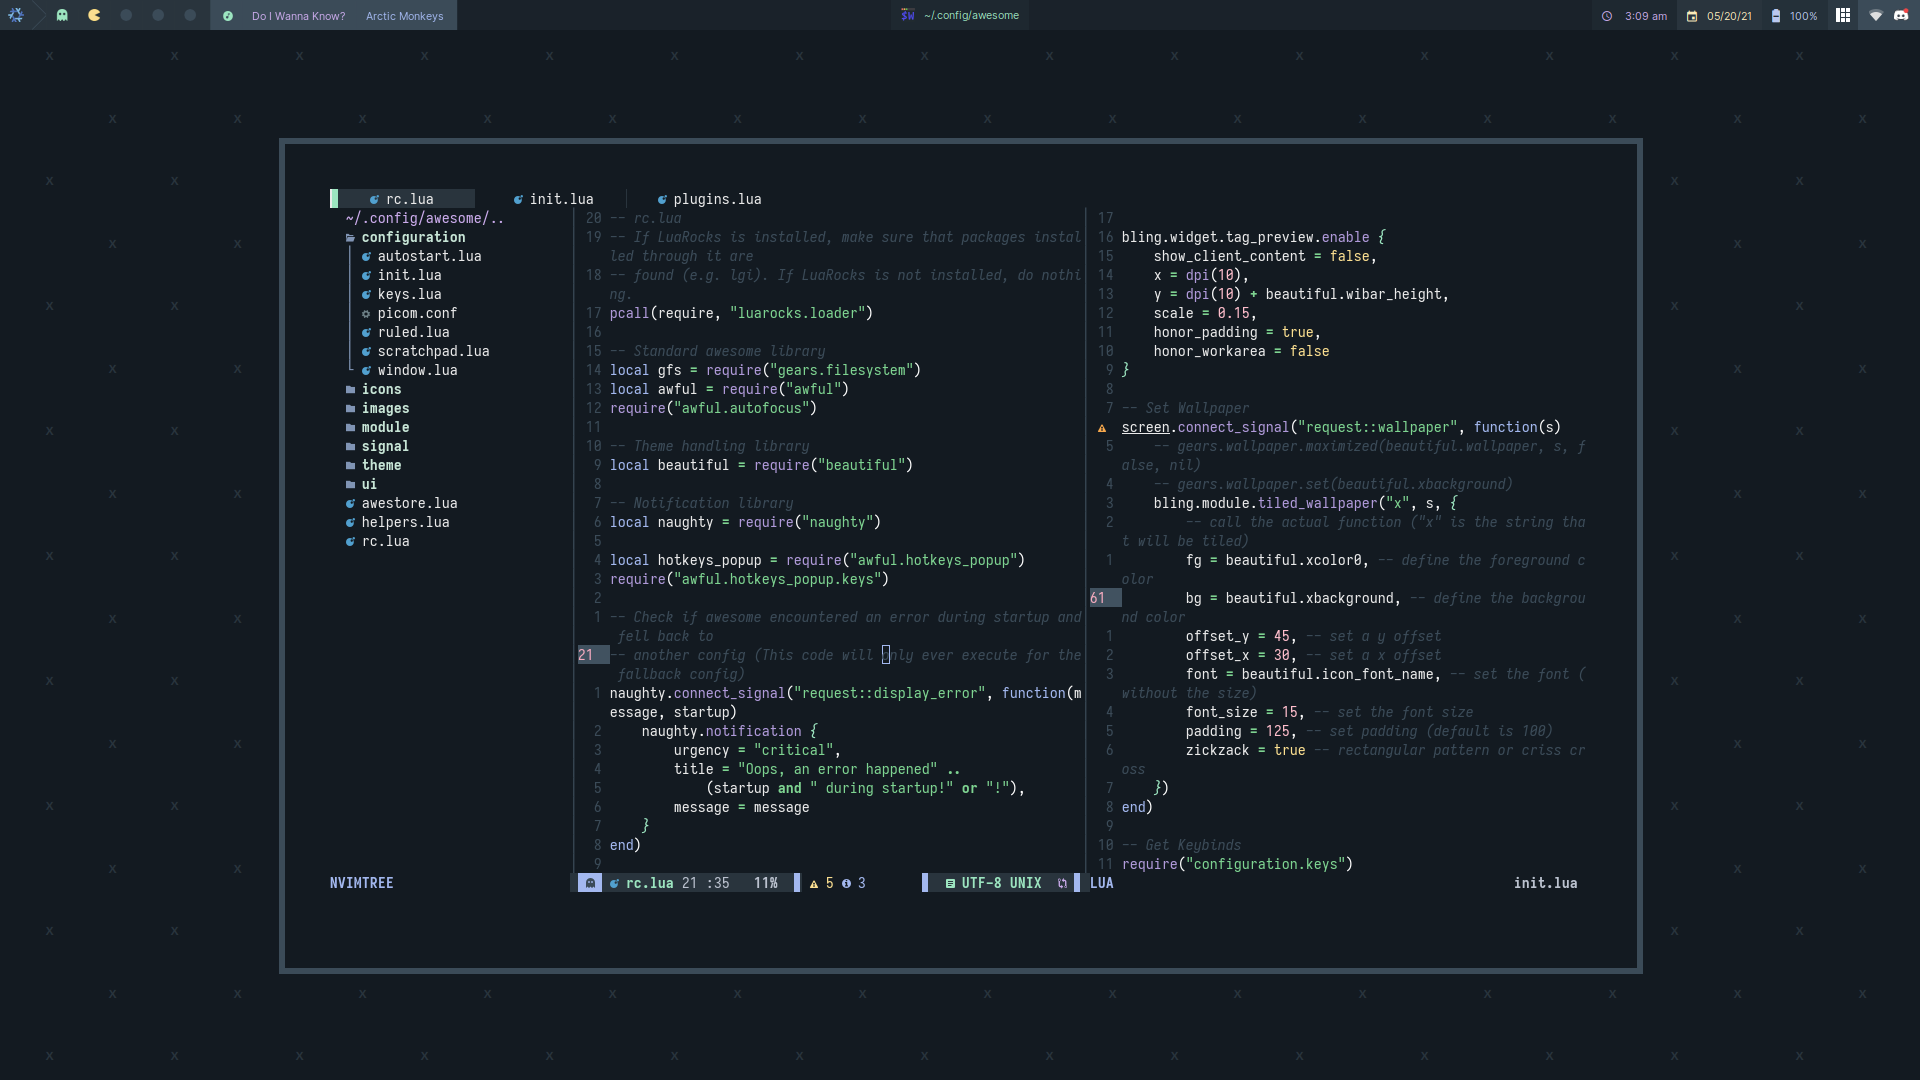 Do I Wanna Know? Arctic Monkeys
$W ~/.config/awesome
3:09 am 05/20/21 100%
rc.lua init.lua plugins.lua
~/.config/awesome/..
configuration
autostart.lua
init.lua
keys.lua
picom.conf
ruled.lua
scratchpad.lua
window.lua
icons
images
module
signal
theme
ui
awestore.lua
helpers.lua
rc.lua
20 -- rc.lua
19 -- If LuaRocks is installed, make sure that packages instal
led through it are
18 -- found (e.g. lgi). If LuaRocks is not installed, do nothi
ng.
17 pcall(require, "luarocks.loader")
16
15 -- Standard awesome library
14 local gfs = require("gears.filesystem")
13 local awful = require("awful")
12 require("awful.autofocus")
11
10 -- Theme handling library
9 local beautiful = require("beautiful")
8
7 -- Notification library
6 local naughty = require("naughty")
5
4 local hotkeys_popup = require("awful.hotkeys_popup")
3 require("awful.hotkeys_popup.keys")
2
1 -- Check if awesome encountered an error during startup and
fell back to
21 -- another config (This code will only ever execute for the
fallback config)
1 naughty.connect_signal("request::display_error", function(m
essage, startup)
2 naughty.notification {
3 urgency = "critical",
4 title = "Oops, an error happened" ..
5 (startup and " during startup!" or "!"),
6 message = message
7 }
8 end)
9
17
16 bling.widget.tag_preview.enable {
15 show_client_content = false,
14 x = dpi(10),
13 y = dpi(10) + beautiful.wibar_height,
12 scale = 0.15,
11 honor_padding = true,
10 honor_workarea = false
9 }
8
7 -- Set Wallpaper
screen.connect_signal("request::wallpaper", function(s)
5 -- gears.wallpaper.maximized(beautiful.wallpaper, s, f
alse, nil)
4 -- gears.wallpaper.set(beautiful.xbackground)
3 bling.module.tiled_wallpaper("x", s, {
2 -- call the actual function ("x" is the string tha
t will be tiled)
1 fg = beautiful.xcolor0, -- define the foreground c
olor
61 bg = beautiful.xbackground, -- define the backgrou
nd color
1 offset_y = 45, -- set a y offset
2 offset_x = 30, -- set a x offset
3 font = beautiful.icon_font_name, -- set the font (
without the size)
4 font_size = 15, -- set the font size
5 padding = 125, -- set padding (default is 100)
6 zickzack = true -- rectangular pattern or criss cr
oss
7 })
8 end)
9
10 -- Get Keybinds
11 require("configuration.keys")
NVIMTREE rc.lua 21 :35 11% 5 3 UTF-8 UNIX LUA init.lua